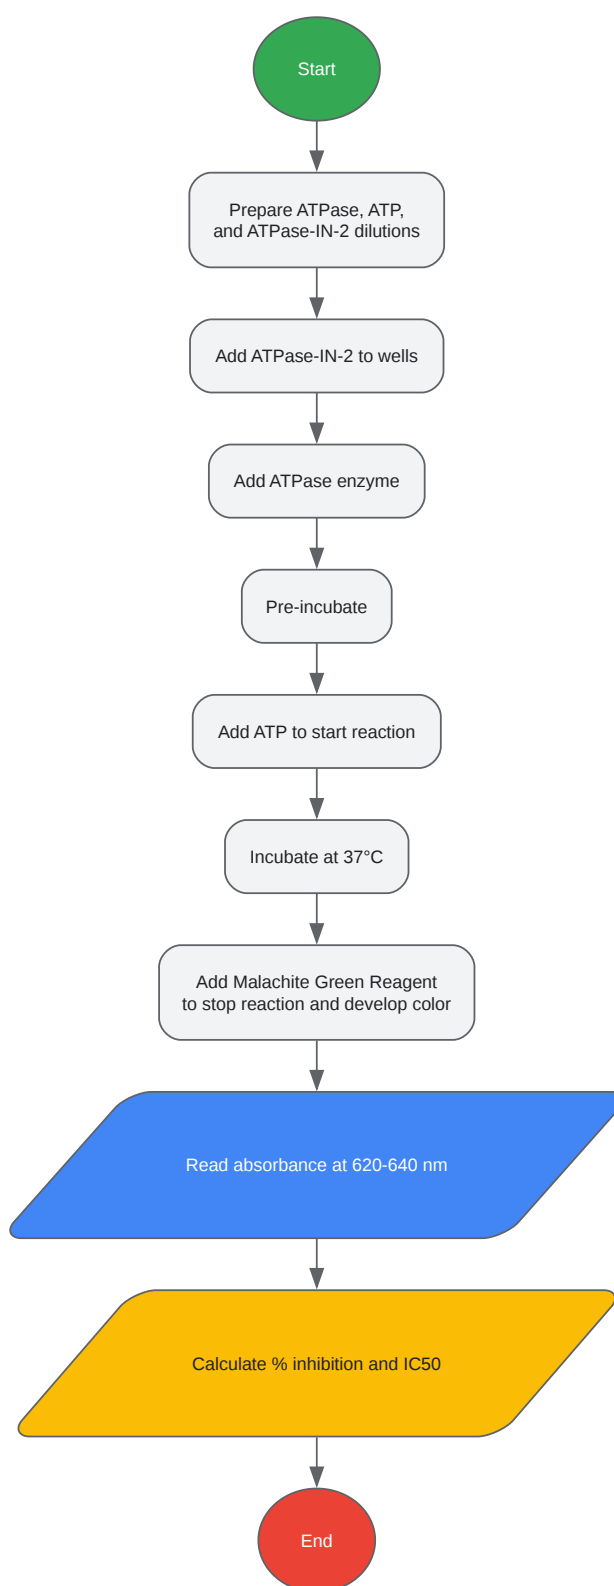 Start
Prepare ATPase, ATP,
and ATPase-IN-2 dilutions
Add ATPase-IN-2 to wells
Add ATPase enzyme
Pre-incubate
Add ATP to start reaction
Incubate at 37°C
Add Malachite Green Reagent
to stop reaction and develop color
Read absorbance at 620-640 nm
Calculate % inhibition and IC50
End